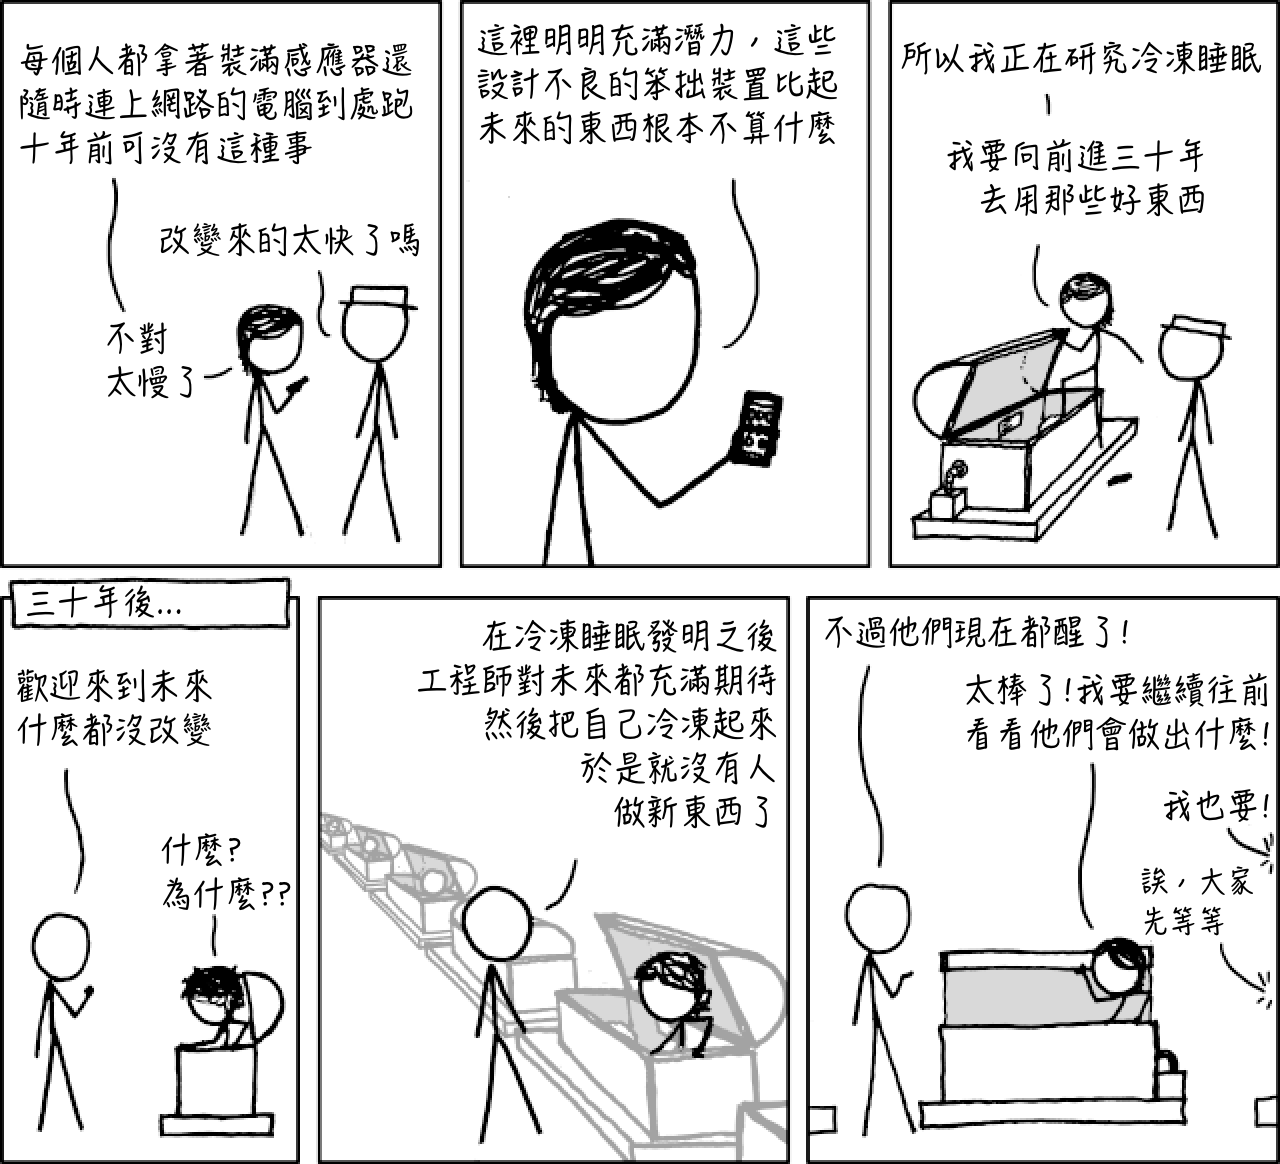 每個人都拿著裝滿感應器還
隨時連上網路的電腦到處跑
十年前可沒有這種事
改變來的太快了嗎
不對
太慢了
這裡明明充滿潛力，這些
設計不良的笨拙裝置比起
未來的東西根本不算什麼
所以我正在研究冷凍睡眠
我要向前進三十年
去用那些好東西
三十年後...
歡迎來到未來
什麼都沒改變
什麼?
為什麼??
在冷凍睡眠發明之後
工程師對未來都充滿期待
然後把自己冷凍起來
於是就沒有人
做新東西了
不過他們現在都醒了!
太棒了!我要繼續往前
看看他們會做出什麼!
我也要!
誒，大家
先等等